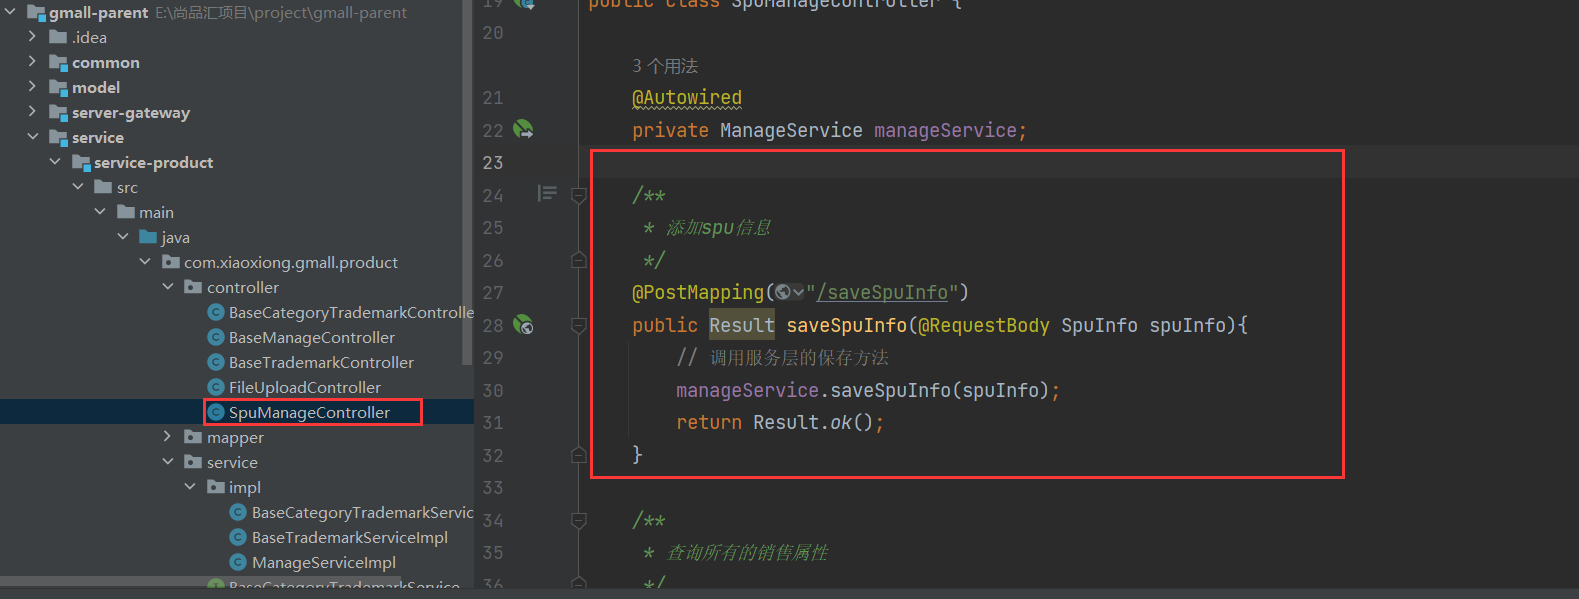 gmall-parent E:\尚品汇项目\project\gmall-parent
.idea
common
model
server-gateway
service
service-product
src
main
java
com.xiaoxiong.gmall.product
controller
BaseCategoryTrademarkControlle
BaseManageController
BaseTrademarkController
FileUploadController
SpuManageController
mapper
service
impl
BaseCategoryTrademarkServic
BaseTrademarkServiceImpl
ManageServiceImpl
BaseCategoryTrademarkService
19 public class SpuManageController {
20
3 个用法
21 @Autowired
22 private ManageService manageService;
23
24 /**
25 * 添加spu信息
26 */
27 @PostMapping("/saveSpuInfo")
28 public Result saveSpuInfo(@RequestBody SpuInfo spuInfo){
29 // 调用服务层的保存方法
30 manageService.saveSpuInfo(spuInfo);
31 return Result.ok();
32 }
33
34 /**
35 * 查询所有的销售属性
36 */